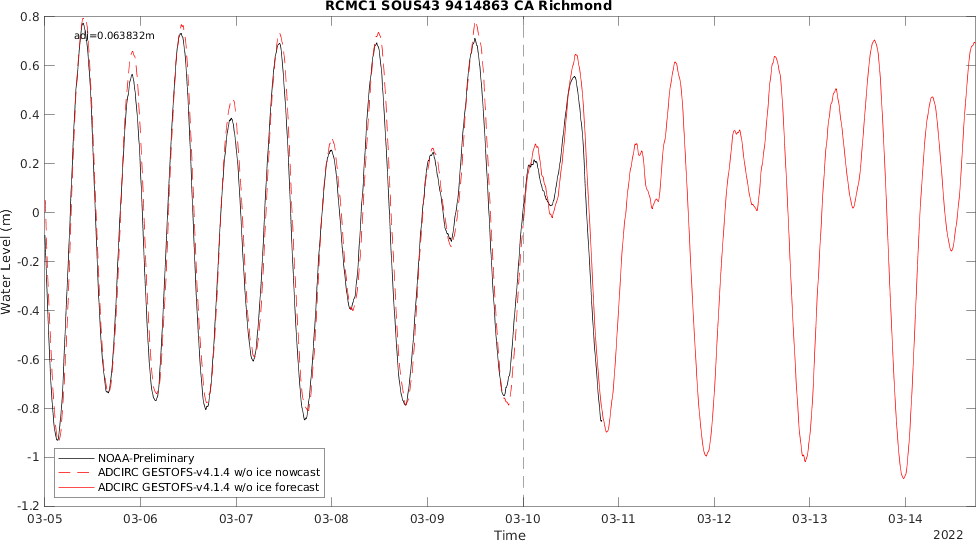 RCMC1 SOUS43 9414863 CA Richmond
adj=0.063832m
Water Level (m)
0.8
0.6
0.4
0.2
0
-0.2
-0.4
-0.6
-0.8
-1
-1.2
NOAA-Preliminary
ADCIRC GESTOFS-v4.1.4 w/o ice nowcast
ADCIRC GESTOFS-v4.1.4 w/o ice forecast
03-05 03-06 03-07 03-08 03-09 03-10 03-11 03-12 03-13 03-14
Time
2022